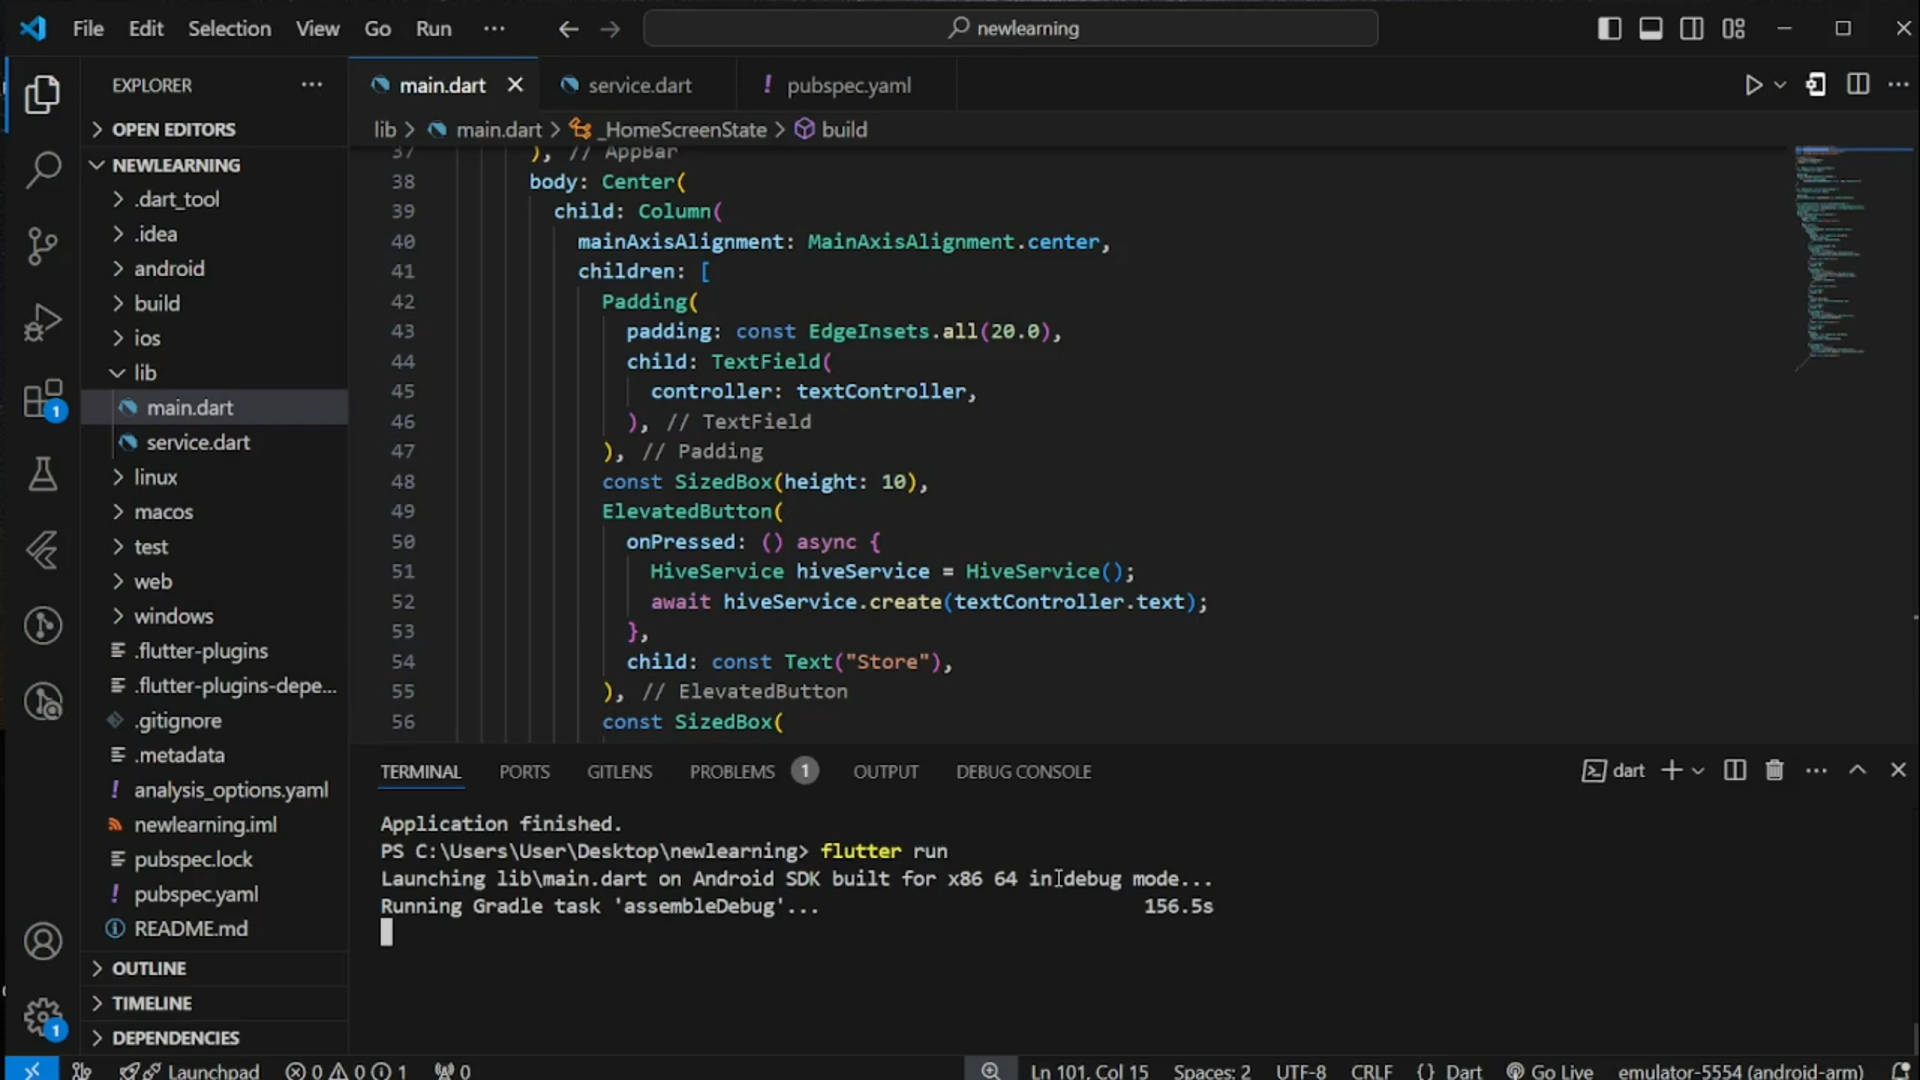 File Edit Selection View Go Run ··· newlearning
EXPLORER ···
OPEN EDITORS
NEWLEARNING
.dart_tool
.idea
android
build
ios
lib
main.dart
service.dart
linux
macos
test
web
windows
.flutter-plugins
.flutter-plugins-depe...
.gitignore
.metadata
! analysis_options.yaml
newlearning.iml
pubspec.lock
! pubspec.yaml
README.md
OUTLINE
TIMELINE
DEPENDENCIES
1
1
main.dart service.dart ! pubspec.yaml
lib > main.dart > _HomeScreenState > build
37 ), // AppBar
38 body: Center(
39 child: Column(
40 mainAxisAlignment: MainAxisAlignment.center,
41 children: [
42 Padding(
43 padding: const EdgeInsets.all(20.0),
44 child: TextField(
45 controller: textController,
46 ), // TextField
47 ), // Padding
48 const SizedBox(height: 10),
49 ElevatedButton(
50 onPressed: () async {
51 HiveService hiveService = HiveService();
52 await hiveService.create(textController.text);
53 },
54 child: const Text("Store"),
55 ), // ElevatedButton
56 const SizedBox(
TERMINAL PORTS GITLENS PROBLEMS 1 OUTPUT DEBUG CONSOLE dart
Application finished.
PS C:\Users\User\Desktop\newlearning> flutter run
Launching lib\main.dart on Android SDK built for x86 64 in debug mode...
Running Gradle task 'assembleDebug'... 156.5s
Launchpad 0 0 1 0 Ln 101, Col 15 Spaces: 2 UTF-8 CRLF {} Dart Go Live emulator-5554 (android-arm)